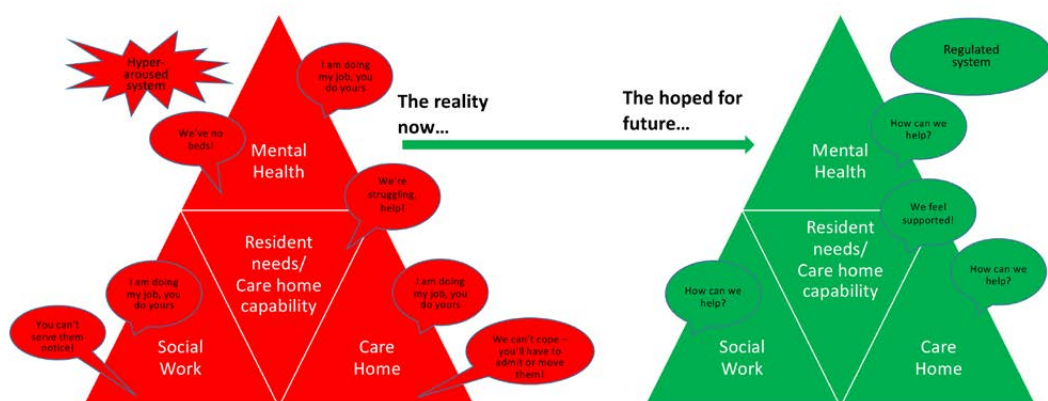 Hyper-
aroused
system
I am doing
my job, you
do yours
We've no
beds!
Mental
Health
We're
struggling,
help!
Resident
needs/
Care home
capability
I am doing
my job, you
do yours
I am doing
my job, you
do yours
You can't
serve them
notice!
Social
Work
Care
Home
We can't cope –
you'll have to
admit or move
them!
The reality
now...
The hoped for
future...
Regulated
system
How can we
help?
Mental
Health
We feel
supported!
Resident
needs/
Care home
capability
How can we
help?
How can we
help?
Social
Work
Care
Home